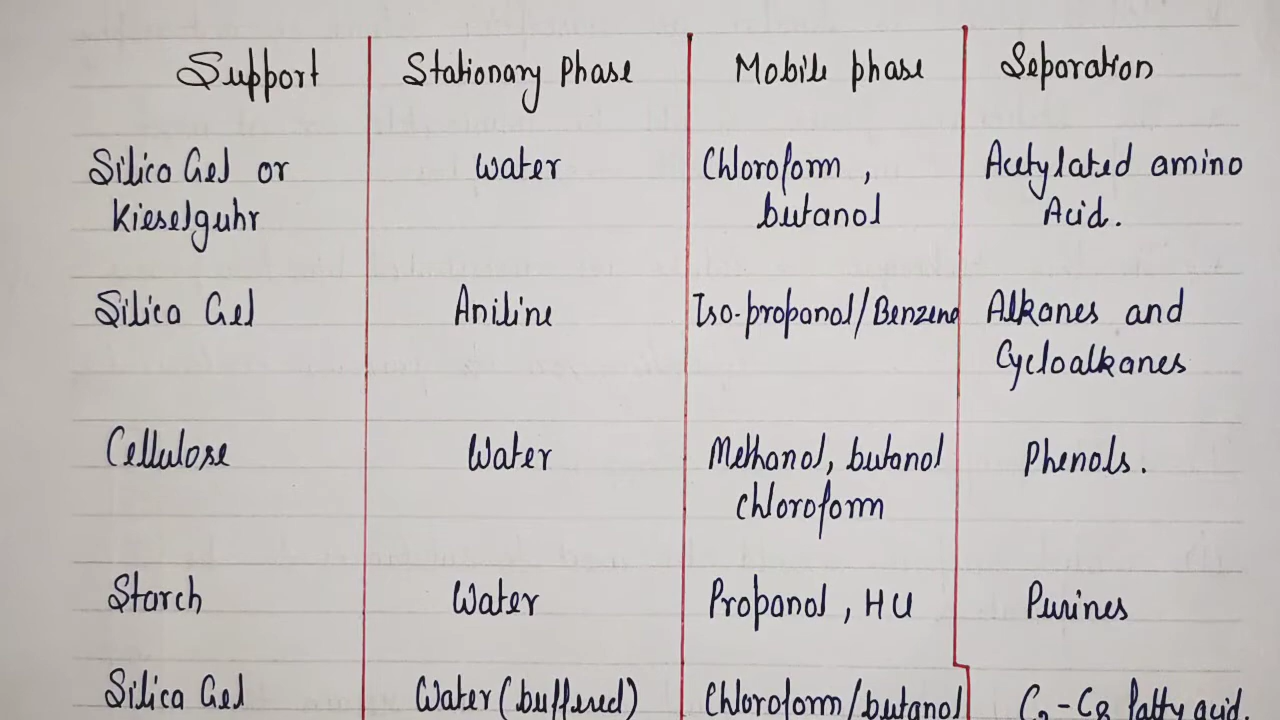 Support Stationary Phase Mobile phase Separation
Silica Gel or water Chloroform , Acetylated amino
Kieselguhr butanol Acid.
Silica Gel Aniline Iso-propanol/Benzene Alkanes and
Cycloalkanes
Cellulose Water Methanol, butanol Phenols.
chloroform
Starch Water Propanol , HCl Purines
Silica Gel Water (buffered) Chloroform/butanol fatty acid.